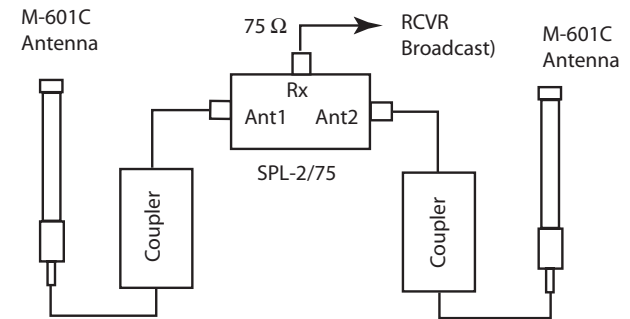 M-601C
Antenna
75 Ω
RCVR
Broadcast)
M-601C
Antenna
Rx
Ant1 Ant2
SPL-2/75
Coupler
Coupler